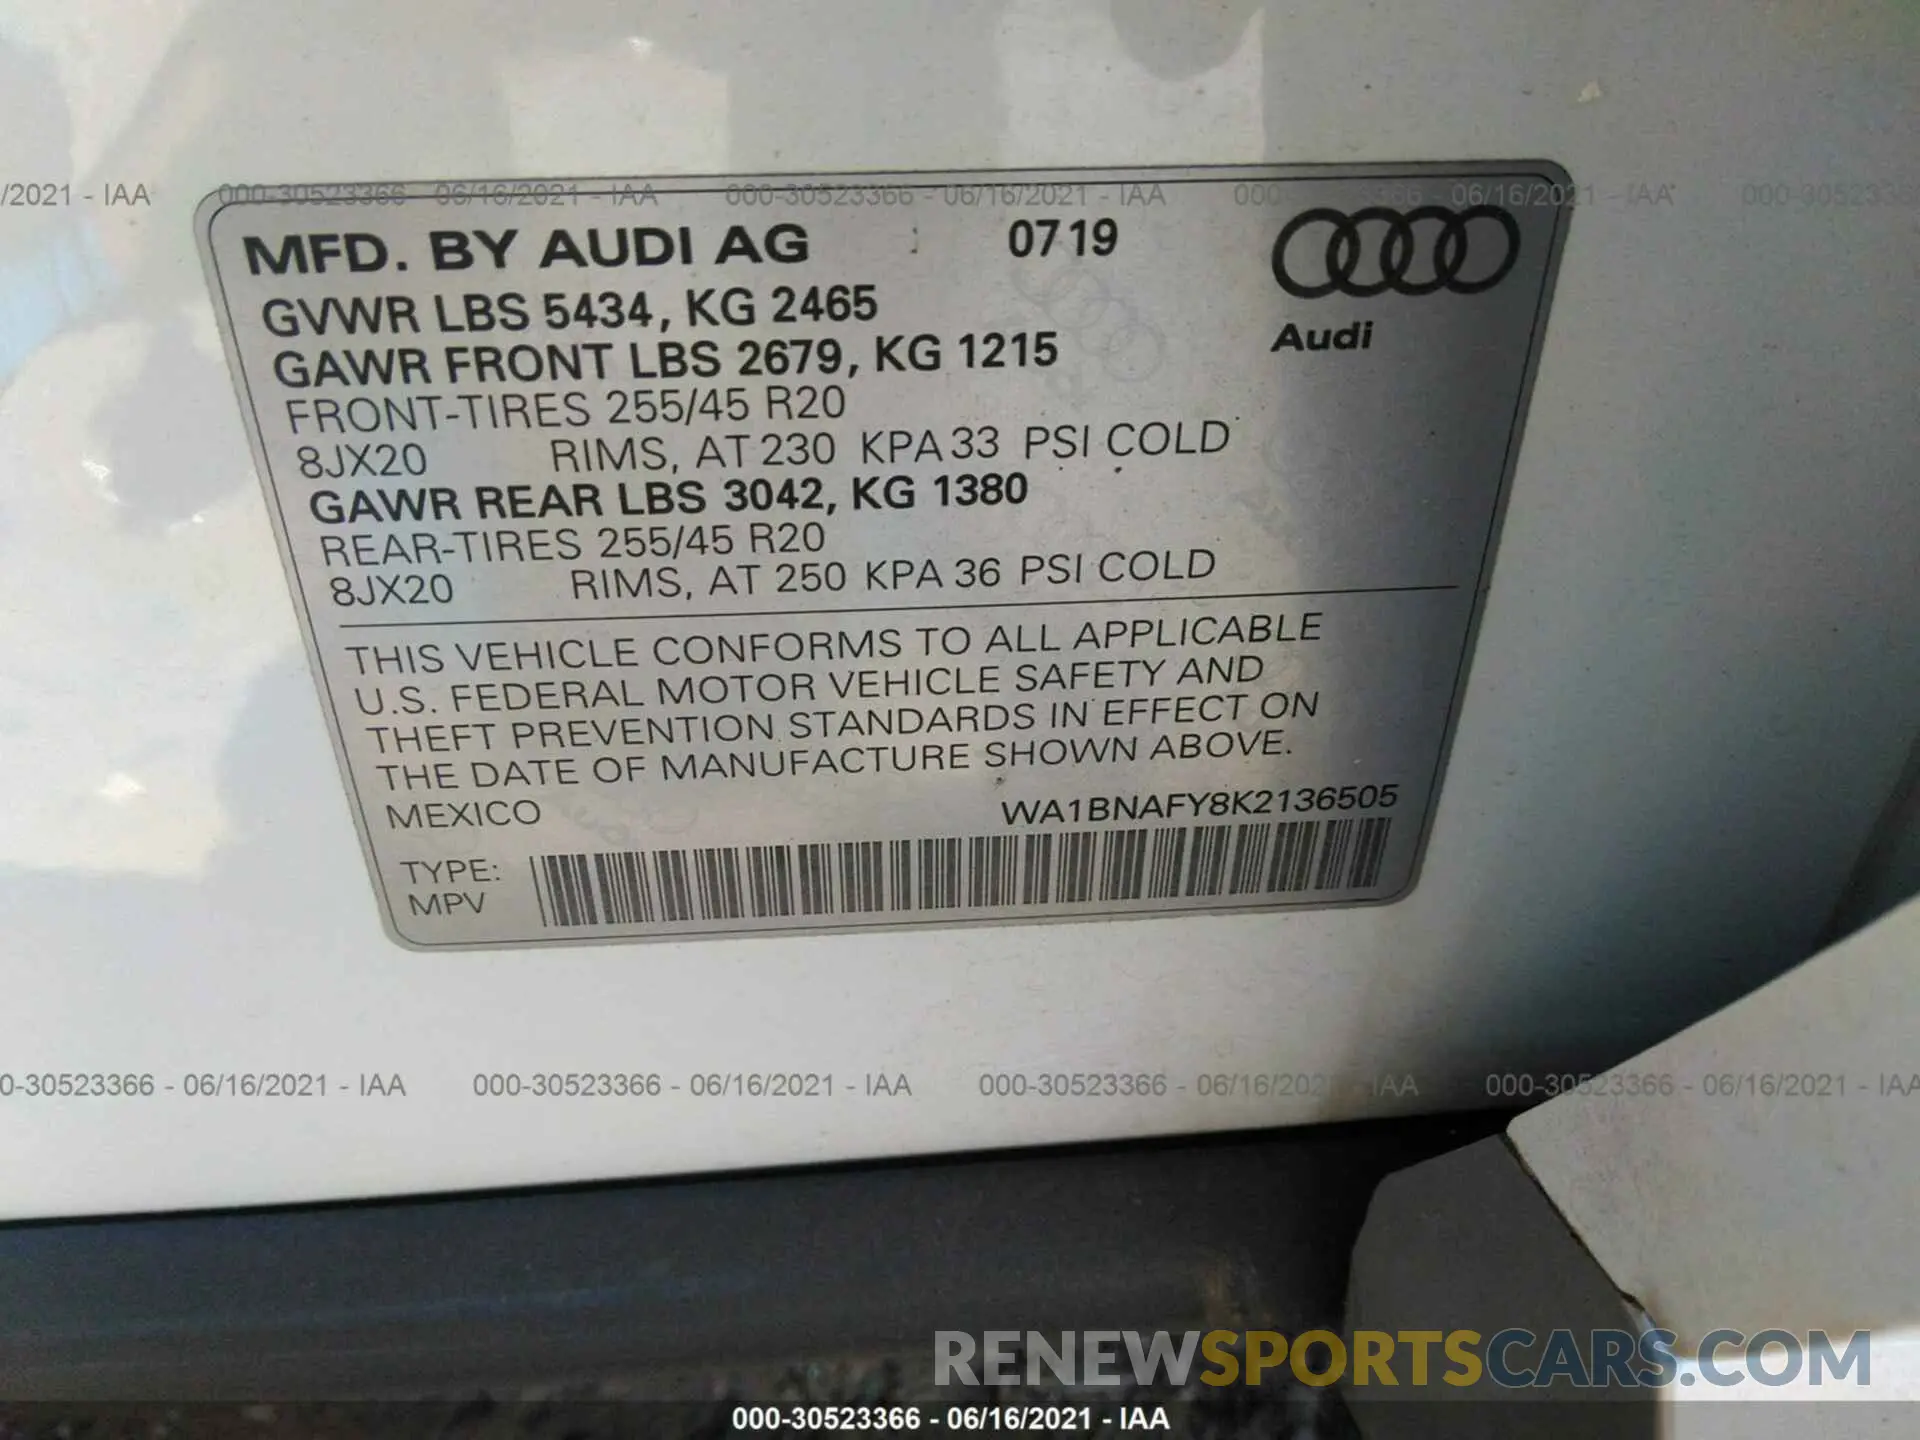 /2021 - IAA 000-30523366 - 06/16/2021 - IAA 000-30523366 - 06/16/2021 - IAA 000-30523366 06/16/2021 - IAA 000-3052336
MFD. BY AUDI AG 0719
GVWR LBS 5434, KG 2465
Audi
GAWR FRONT LBS 2679, KG 1215
FRONT-TIRES 255/45 R20
8JX20 RIMS, AT 230 KPA 33 PSI COLD
GAWR REAR LBS 3042, KG 1380
REAR-TIRES 255/45 R20
8JX20 RIMS, AT 250 KPA 36 PSI COLD
THIS VEHICLE CONFORMS TO ALL APPLICABLE
U.S. FEDERAL MOTOR VEHICLE SAFETY AND
THEFT PREVENTION STANDARDS IN EFFECT ON
THE DATE OF MANUFACTURE SHOWN ABOVE.
MEXICO WA1BNAFY8K2136505
TYPE:
MPV
0-30523366 - 06/16/2021 - IAA 000-30523366 - 06/16/2021 - IAA 000-30523366 - 06/16/2021 - IAA 000-30523366 - 06/16/2021 - IAA
RENEWSPORTSCARS.COM
000-30523366 - 06/16/2021 - IAA